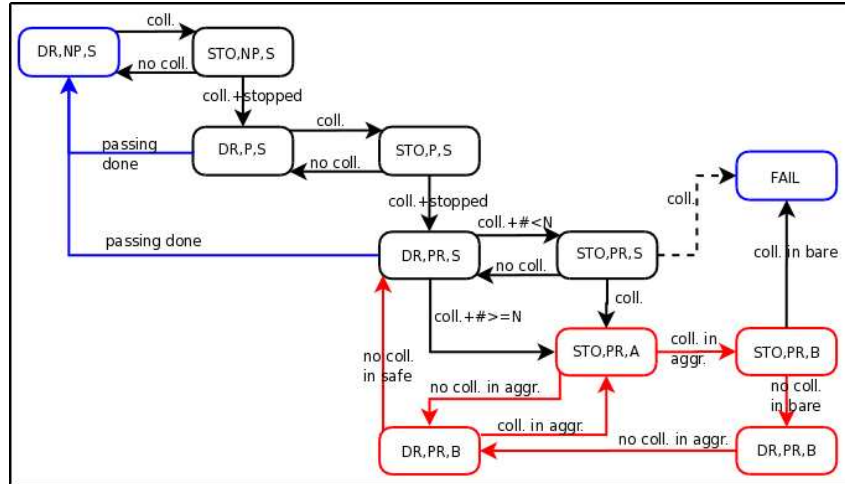 coll.
DR,NP,S
STO,NP,S
no coll.
coll.+stopped
coll.
passing
done
DR,P,S
STO,P,S
no coll.
FAIL
coll.
coll.+stopped
coll.+#<N
passing done
DR,PR,S
STO,PR,S
no coll.
coll. in bare
coll.
coll.+#>=N
STO,PR,A
coll. in
aggr.
STO,PR,B
no coll.
in safe
no coll. in aggr.
no coll.
in bare
coll. in aggr.
no coll. in aggr.
DR,PR,B
DR,PR,B